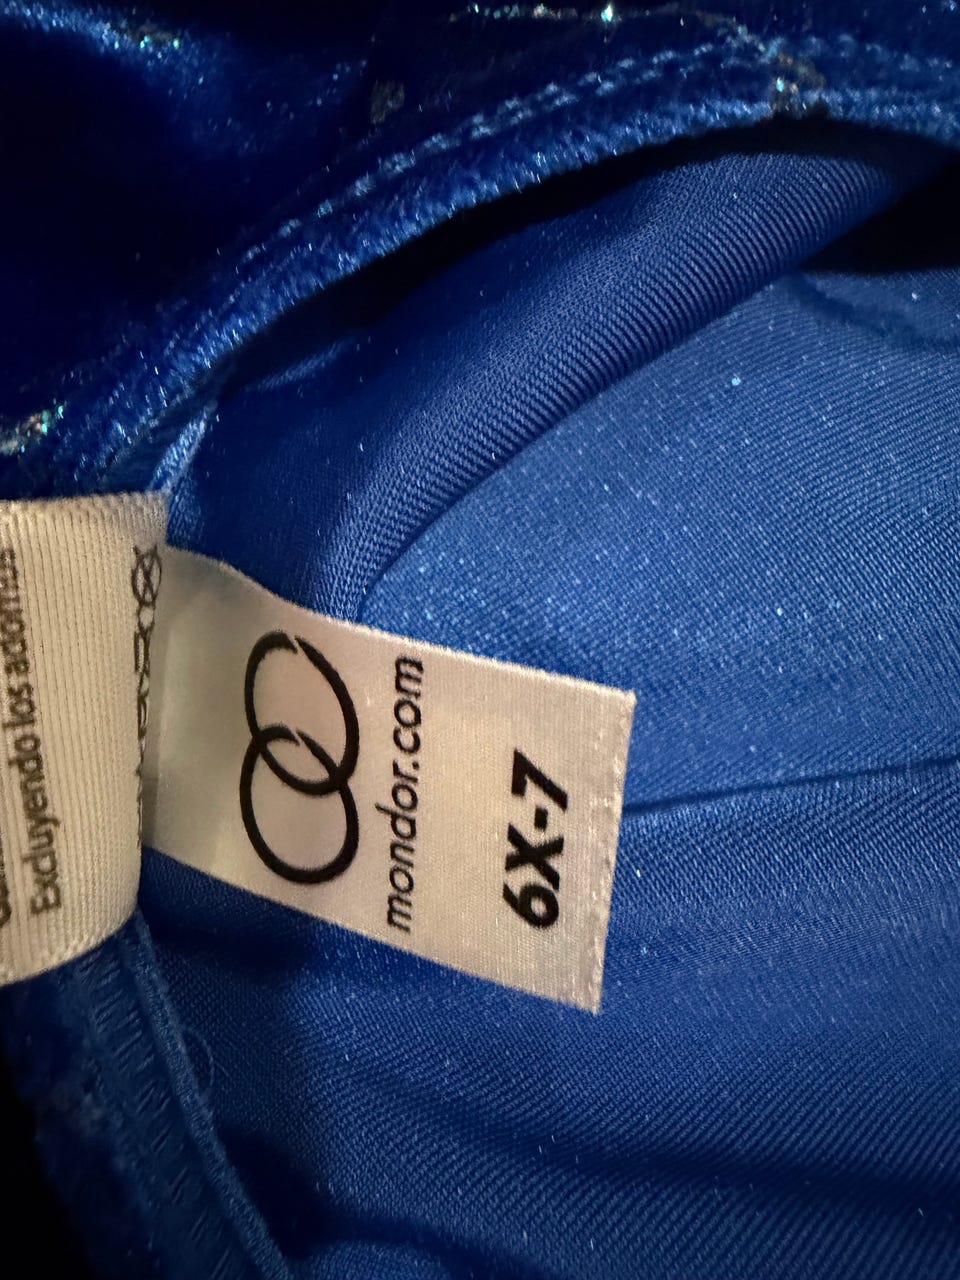 mondor.com
6X-7
Excluyendo los adornos